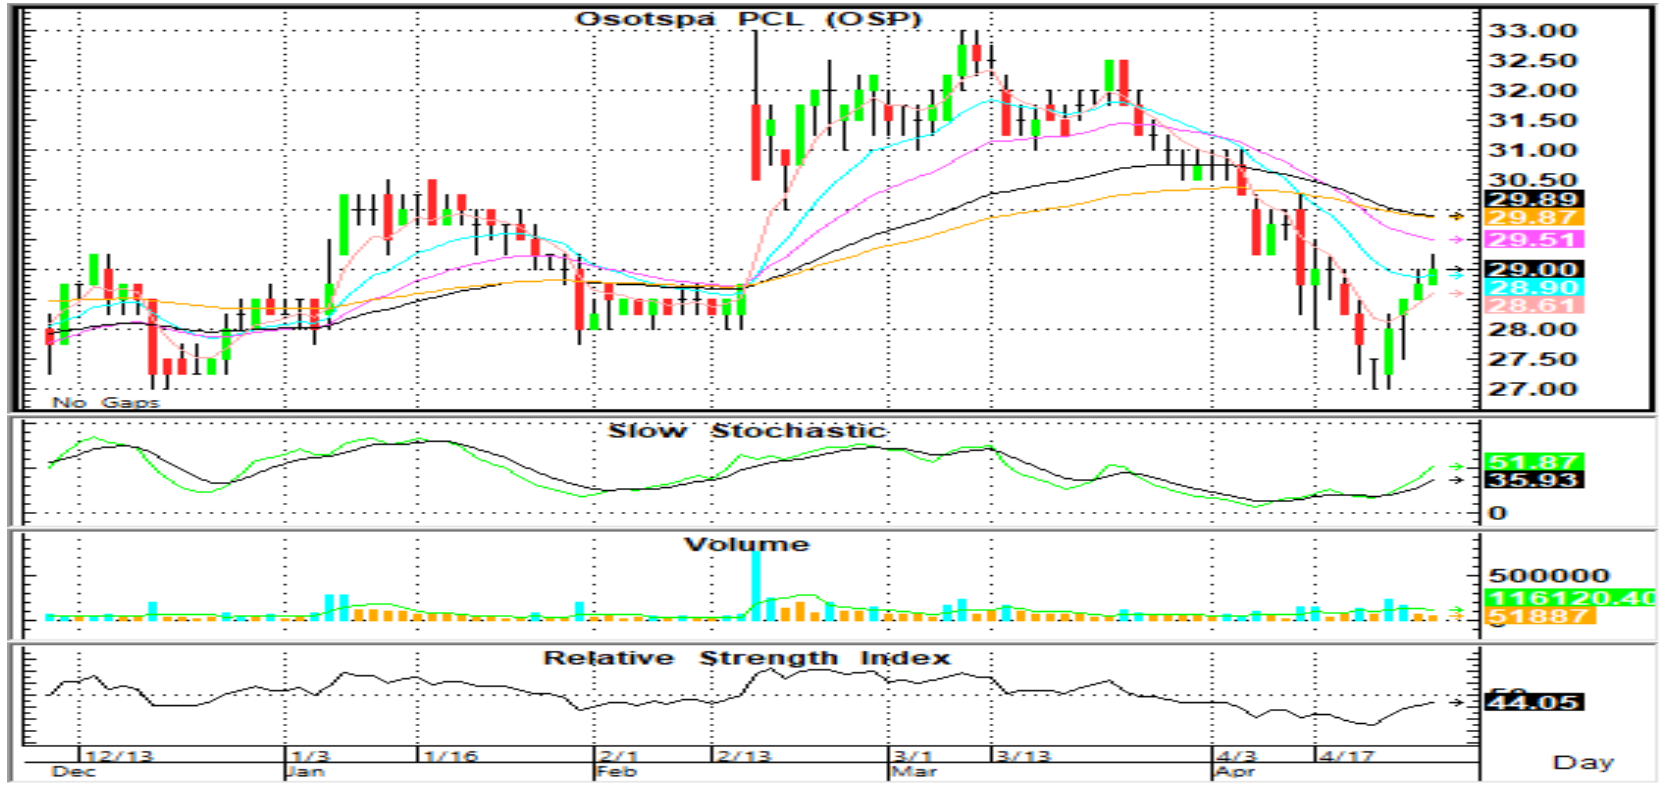 Osotspa PCL (OSP)
33.00
32.50
32.00
31.50
31.00
30.50
29.89
29.87
29.51
29.00
28.90
28.61
28.00
27.50
27.00
No Gaps
Slow Stochastic
51.87
35.93
0
Volume
500000
116120.40
51887
Relative Strength Index
50
44.05
12/13 1/3 1/16 2/1 2/13 3/1 3/13 4/3 4/17
Dec Jan Feb Mar Apr
Day